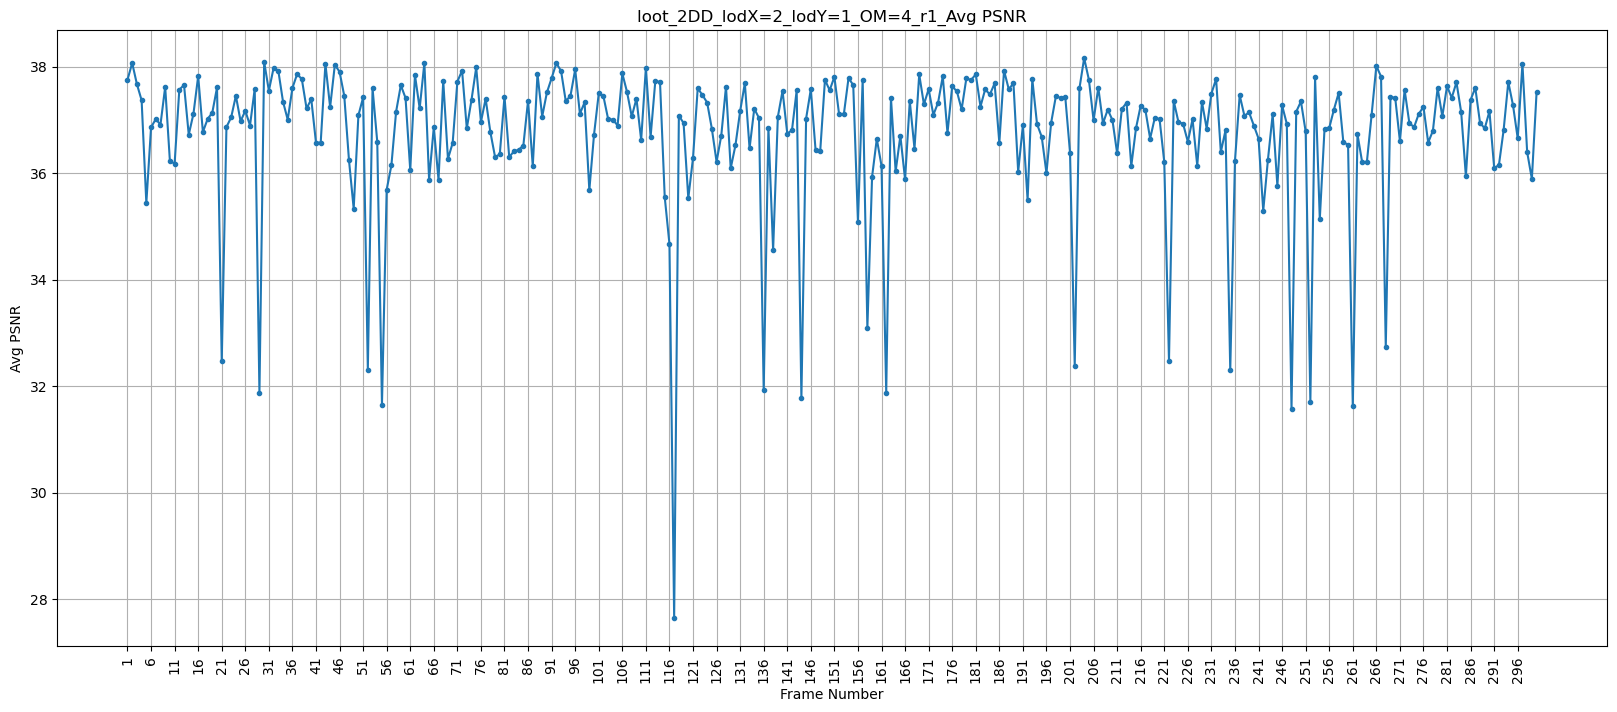 loot_2DD_lodX=2_lodY=1_OM=4_r1_Avg PSNR
Avg PSNR
38
36
34
32
30
28
1 6 11 16 21 26 31 36 41 46 51 56 61 66 71 76 81 86 91 96 101 106 111 116 121 126 131 136 141 146 151 156 161 166 171 176 181 186 191 196 201 206 211 216 221 226 231 236 241 246 251 256 261 266 271 276 281 286 291 296
Frame Number